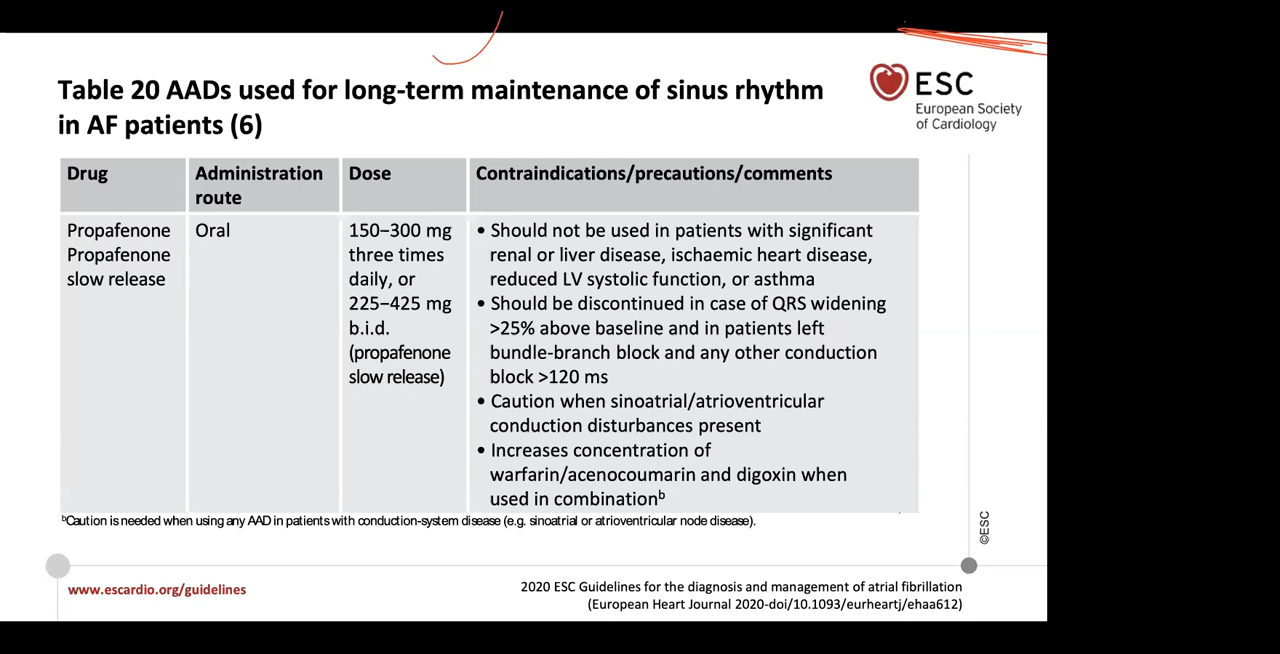 Table 20 AADs used for long-term maintenance of sinus rhythm
in AF patients (6)
ESC
European Society
of Cardiology
Drug
Administration
route
Dose
Contraindications/precautions/comments
Propafenone
Propafenone
slow release
Oral
150–300 mg
three times
daily, or
225–425 mg
b.i.d.
(propafenone
slow release)
• Should not be used in patients with significant
renal or liver disease, ischaemic heart disease,
reduced LV systolic function, or asthma
• Should be discontinued in case of QRS widening
>25% above baseline and in patients left
bundle-branch block and any other conduction
block >120 ms
• Caution when sinoatrial/atrioventricular
conduction disturbances present
• Increases concentration of
warfarin/acenocoumarin and digoxin when
used in combinationᵇ
ᵇCaution is needed when using any AAD in patients with conduction-system disease (e.g. sinoatrial or atrioventricular node disease).
©ESC
www.escardio.org/guidelines
2020 ESC Guidelines for the diagnosis and management of atrial fibrillation
(European Heart Journal 2020-doi/10.1093/eurheartj/ehaa612)